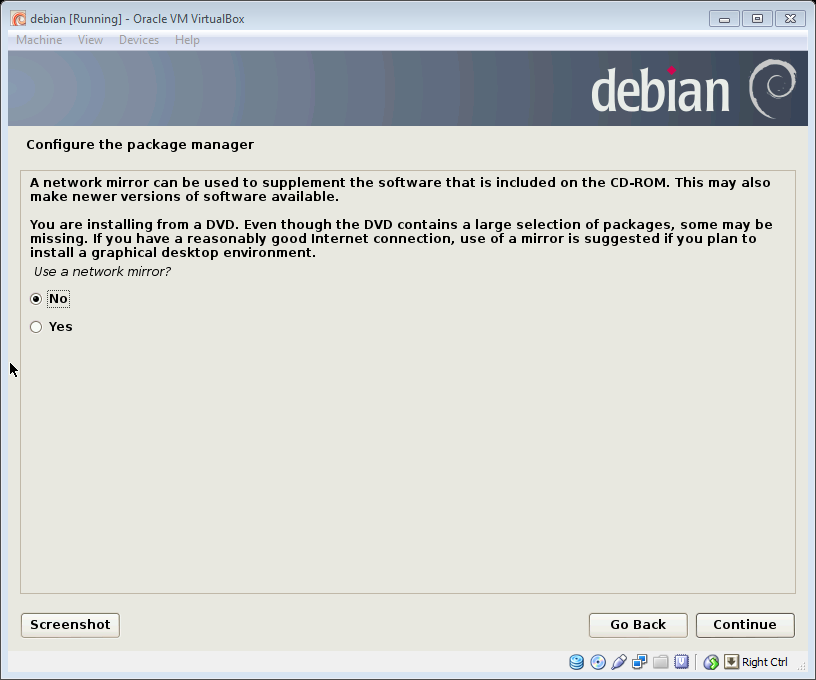 debian [Running] - Oracle VM VirtualBox
Machine View Devices Help
debian
Configure the package manager
A network mirror can be used to supplement the software that is included on the CD-ROM. This may also
make newer versions of software available.
You are installing from a DVD. Even though the DVD contains a large selection of packages, some may be
missing. If you have a reasonably good Internet connection, use of a mirror is suggested if you plan to
install a graphical desktop environment.
Use a network mirror?
No
Yes
Screenshot Go Back Continue
Right Ctrl